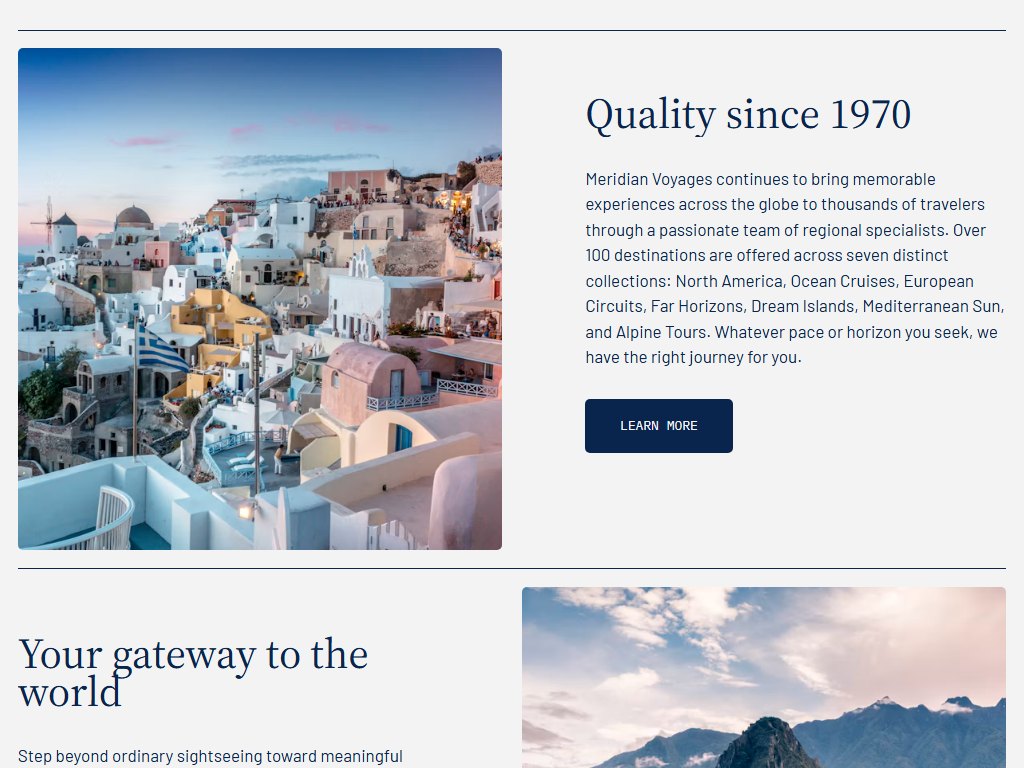 Quality since 1970
Meridian Voyages continues to bring memorable
experiences across the globe to thousands of travelers
through a passionate team of regional specialists. Over
100 destinations are offered across seven distinct
collections: North America, Ocean Cruises, European
Circuits, Far Horizons, Dream Islands, Mediterranean Sun,
and Alpine Tours. Whatever pace or horizon you seek, we
have the right journey for you.
LEARN MORE
Your gateway to the
world
Step beyond ordinary sightseeing toward meaningful